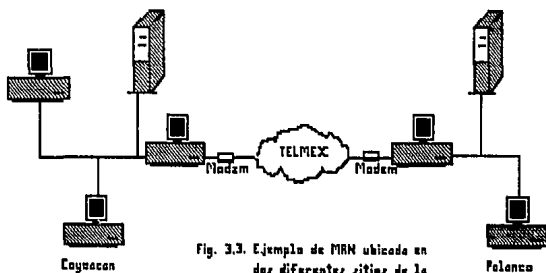 TELMEX
Modem
Modem
Fig. 3.3. Ejemplo de MAN ubicada en
dos diferentes sitios de la
Coyoacan
Polanco